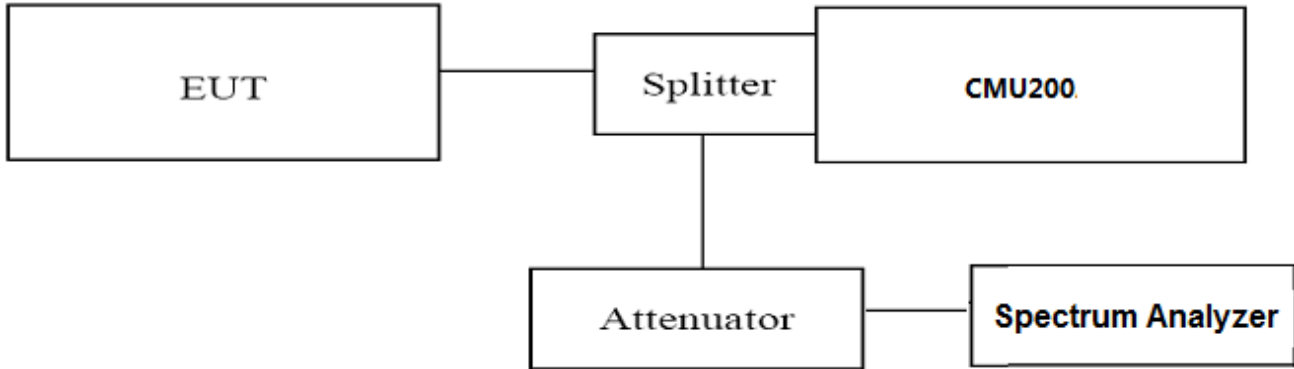 EUT
Splitter
CMU200.
Attenuator
Spectrum Analyzer